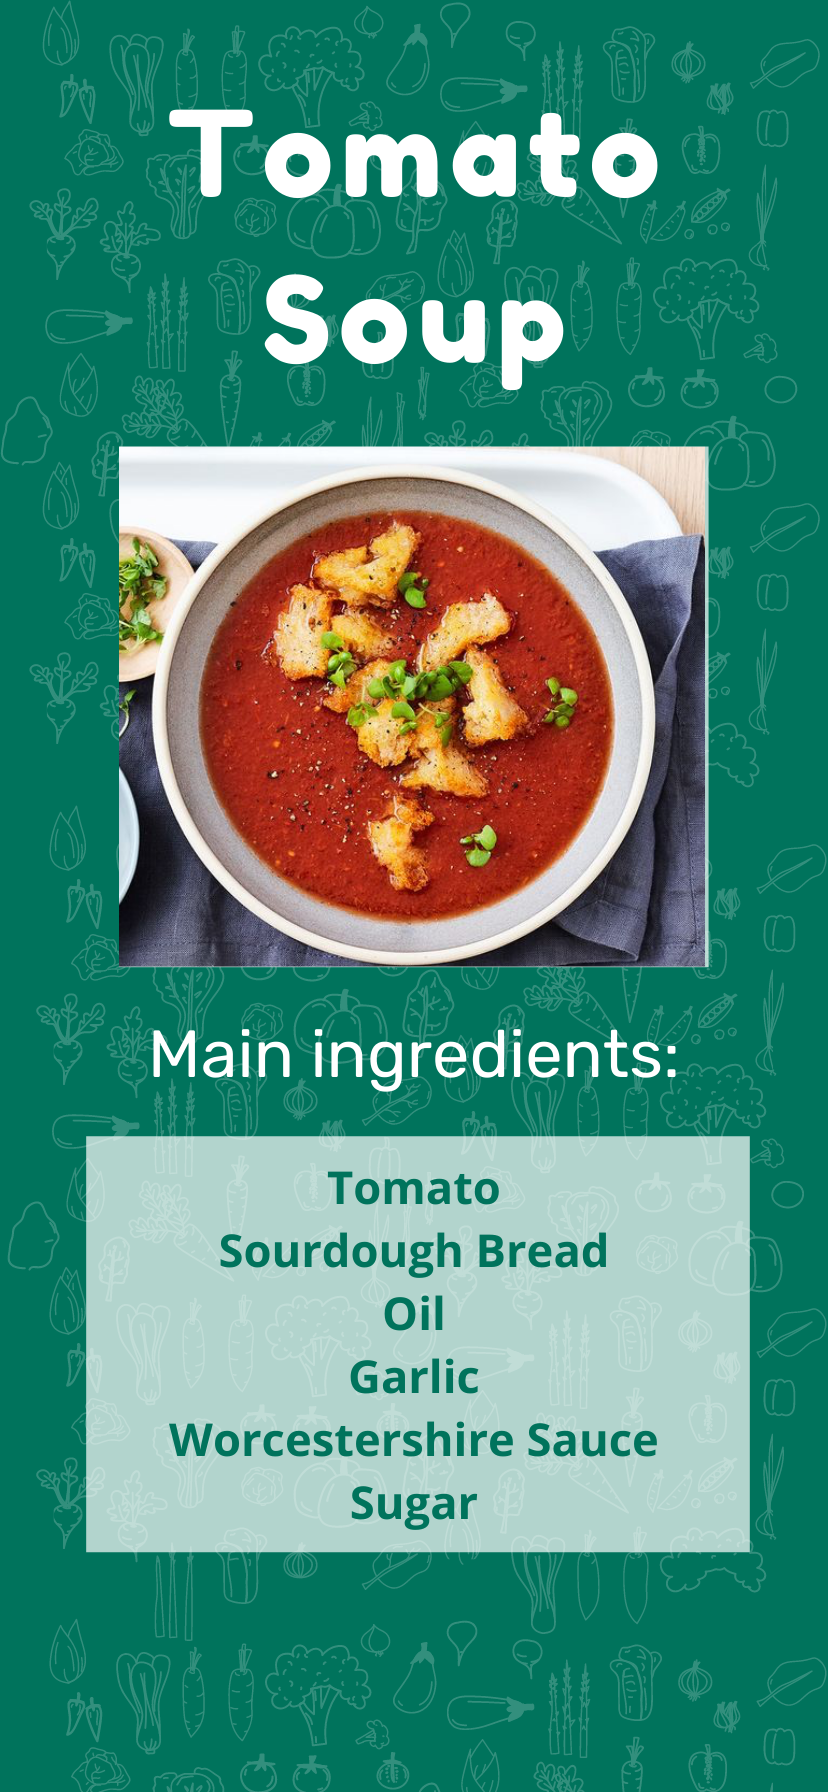 Tomato
Soup
Main ingredients:
Tomato
Sourdough Bread
Oil
Garlic
Worcestershire Sauce
Sugar